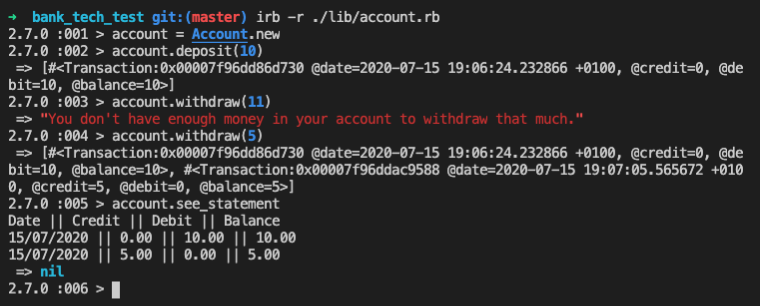 ➜  bank_tech_test git:(master) irb -r ./lib/account.rb
2.7.0 :001 > account = Account.new
2.7.0 :002 > account.deposit(10)
 => [#<Transaction:0x00007f96dd86d730 @date=2020-07-15 19:06:24.232866 +0100, @credit=0, @de
bit=10, @balance=10>]
2.7.0 :003 > account.withdraw(11)
 => "You don't have enough money in your account to withdraw that much."
2.7.0 :004 > account.withdraw(5)
 => [#<Transaction:0x00007f96dd86d730 @date=2020-07-15 19:06:24.232866 +0100, @credit=0, @de
bit=10, @balance=10>, #<Transaction:0x00007f96ddac9588 @date=2020-07-15 19:07:05.565672 +010
0, @credit=5, @debit=0, @balance=5>]
2.7.0 :005 > account.see_statement
Date || Credit || Debit || Balance
15/07/2020 || 0.00 || 10.00 || 10.00
15/07/2020 || 5.00 || 0.00 || 5.00
 => nil
2.7.0 :006 >